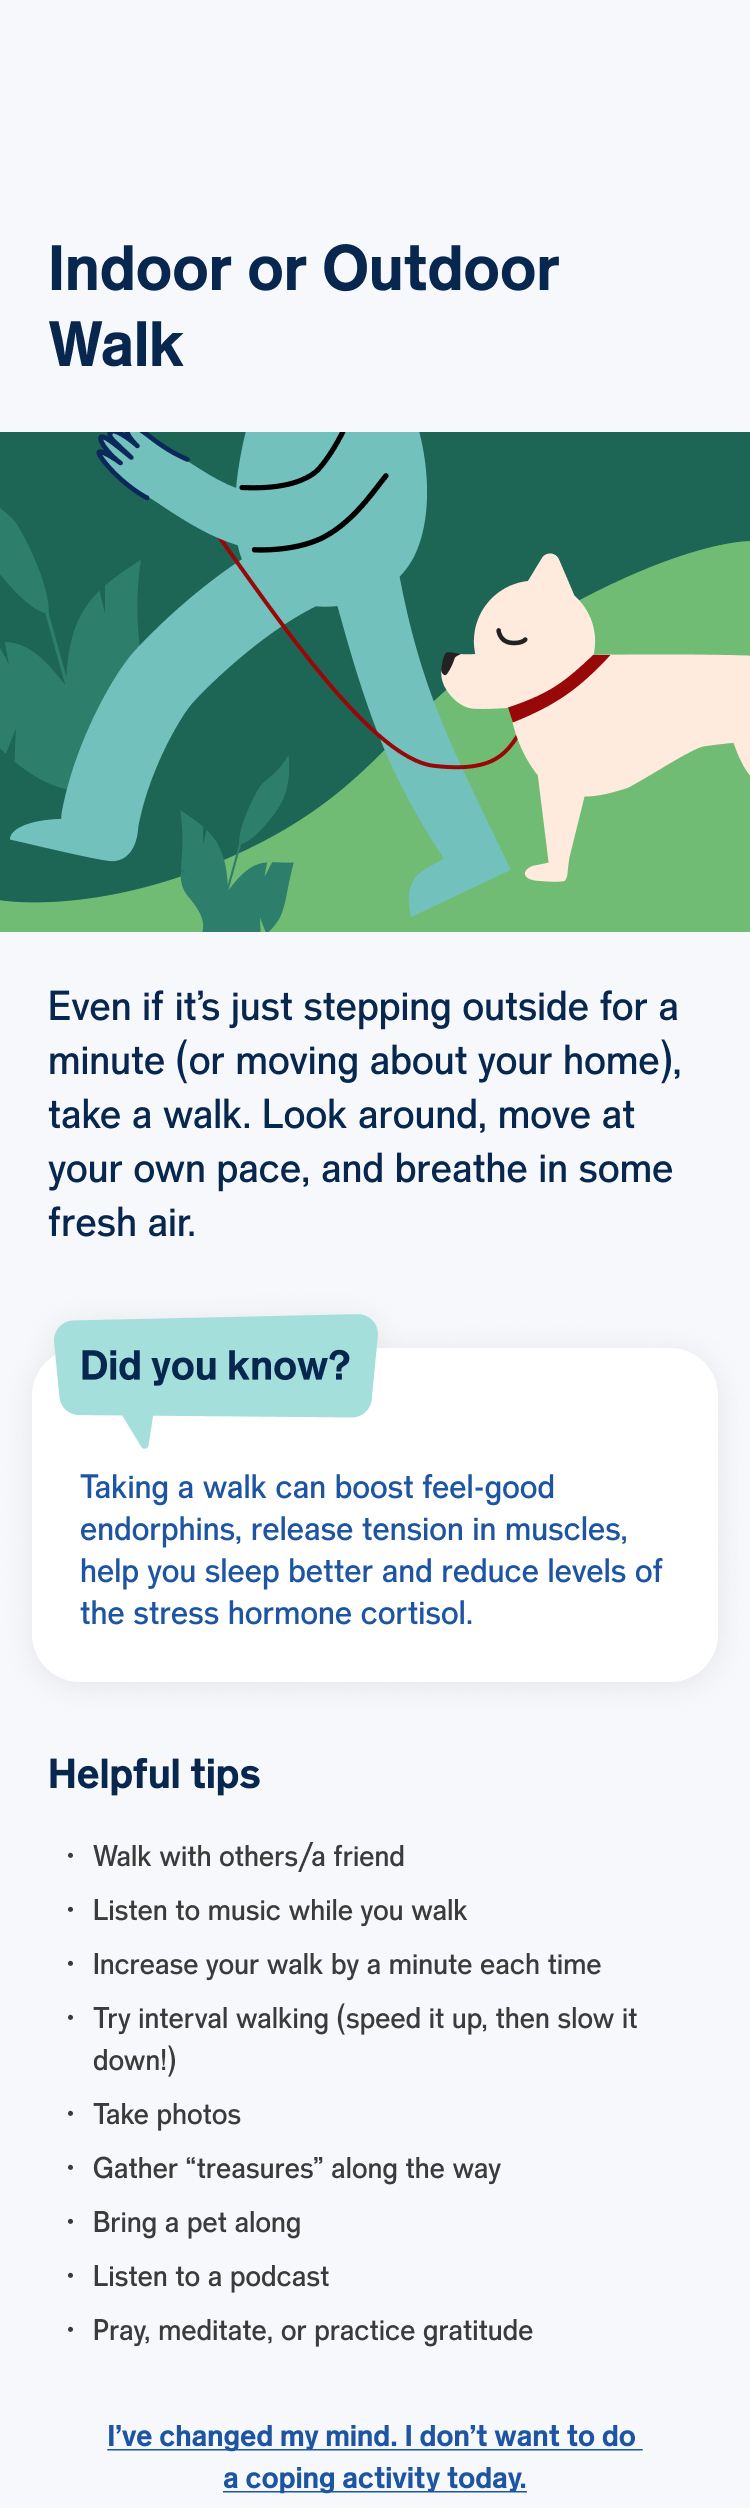 Indoor or Outdoor
Walk
Even if it’s just stepping outside for a
minute (or moving about your home),
take a walk. Look around, move at
your own pace, and breathe in some
fresh air.
Did you know?
Taking a walk can boost feel-good
endorphins, release tension in muscles,
help you sleep better and reduce levels of
the stress hormone cortisol.
Helpful tips
• Walk with others/a friend
• Listen to music while you walk
• Increase your walk by a minute each time
• Try interval walking (speed it up, then slow it
down!)
• Take photos
• Gather “treasures” along the way
• Bring a pet along
• Listen to a podcast
• Pray, meditate, or practice gratitude
I’ve changed my mind. I don’t want to do
a coping activity today.